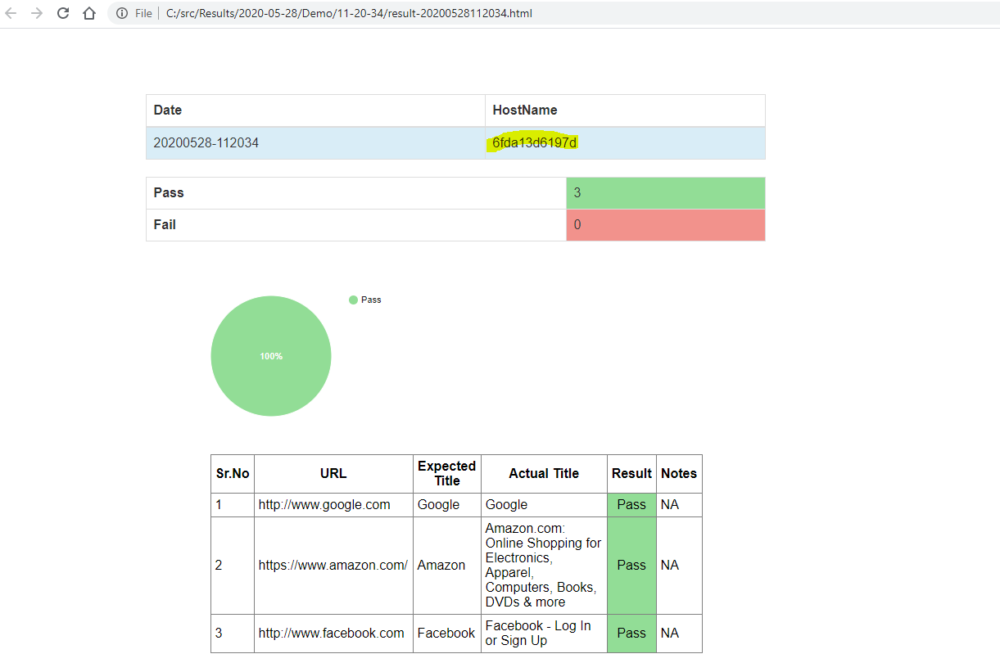 File C:/src/Results/2020-05-28/Demo/11-20-34/result-20200528112034.html
Date HostName
20200528-112034 6fda13d6197d
Pass 3
Fail 0
Pass
100%
Sr.No URL Expected Title Actual Title Result Notes
1 http://www.google.com Google Google Pass NA
2 https://www.amazon.com/ Amazon Amazon.com:
Online Shopping for
Electronics,
Apparel,
Computers, Books,
DVDs & more Pass NA
3 http://www.facebook.com Facebook Facebook - Log In
or Sign Up Pass NA